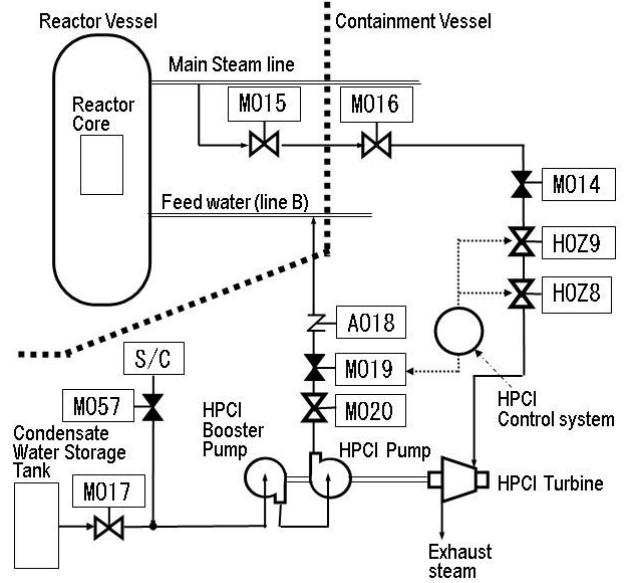 Reactor Vessel
Containment Vessel
Main Steam line
MO15
MO16
Reactor
Core
MO14
Feed water (line B)
HOZ9
HOZ8
AO18
S/C
MO19
HPCI
Control system
MO57
HPCI
Booster
Pump
MO20
Condensate
Water Storage
Tank
HPCI Pump
MO17
HPCI Turbine
Exhaust
steam